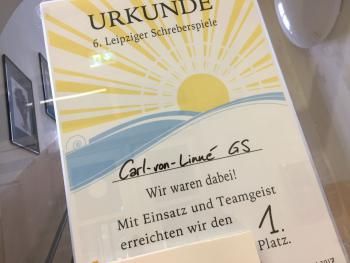 URKUNDE
6. Leipziger Schreberspiele
Carl-von-Linné GS
Wir waren dabei!
Mit Einsatz und Teamgeist
erreichten wir den 1.
Platz.